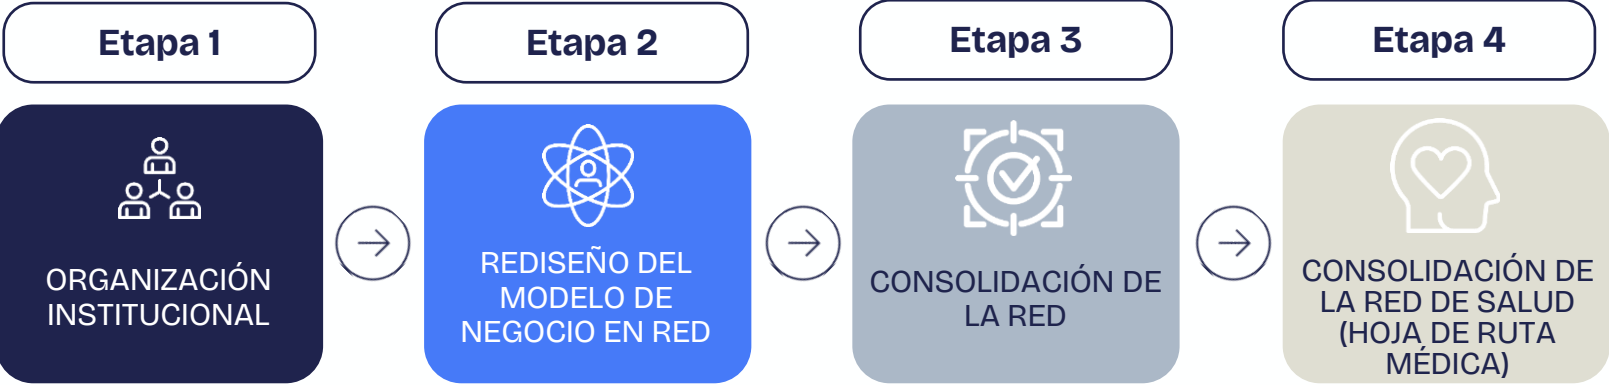 Etapa 1
Etapa 2
Etapa 3
Etapa 4
ORGANIZACIÓN
INSTITUCIONAL
REDISEÑO DEL
MODELO DE
NEGOCIO EN RED
CONSOLIDACIÓN DE
LA RED
CONSOLIDACIÓN DE
LA RED DE SALUD
(HOJA DE RUTA
MÉDICA)